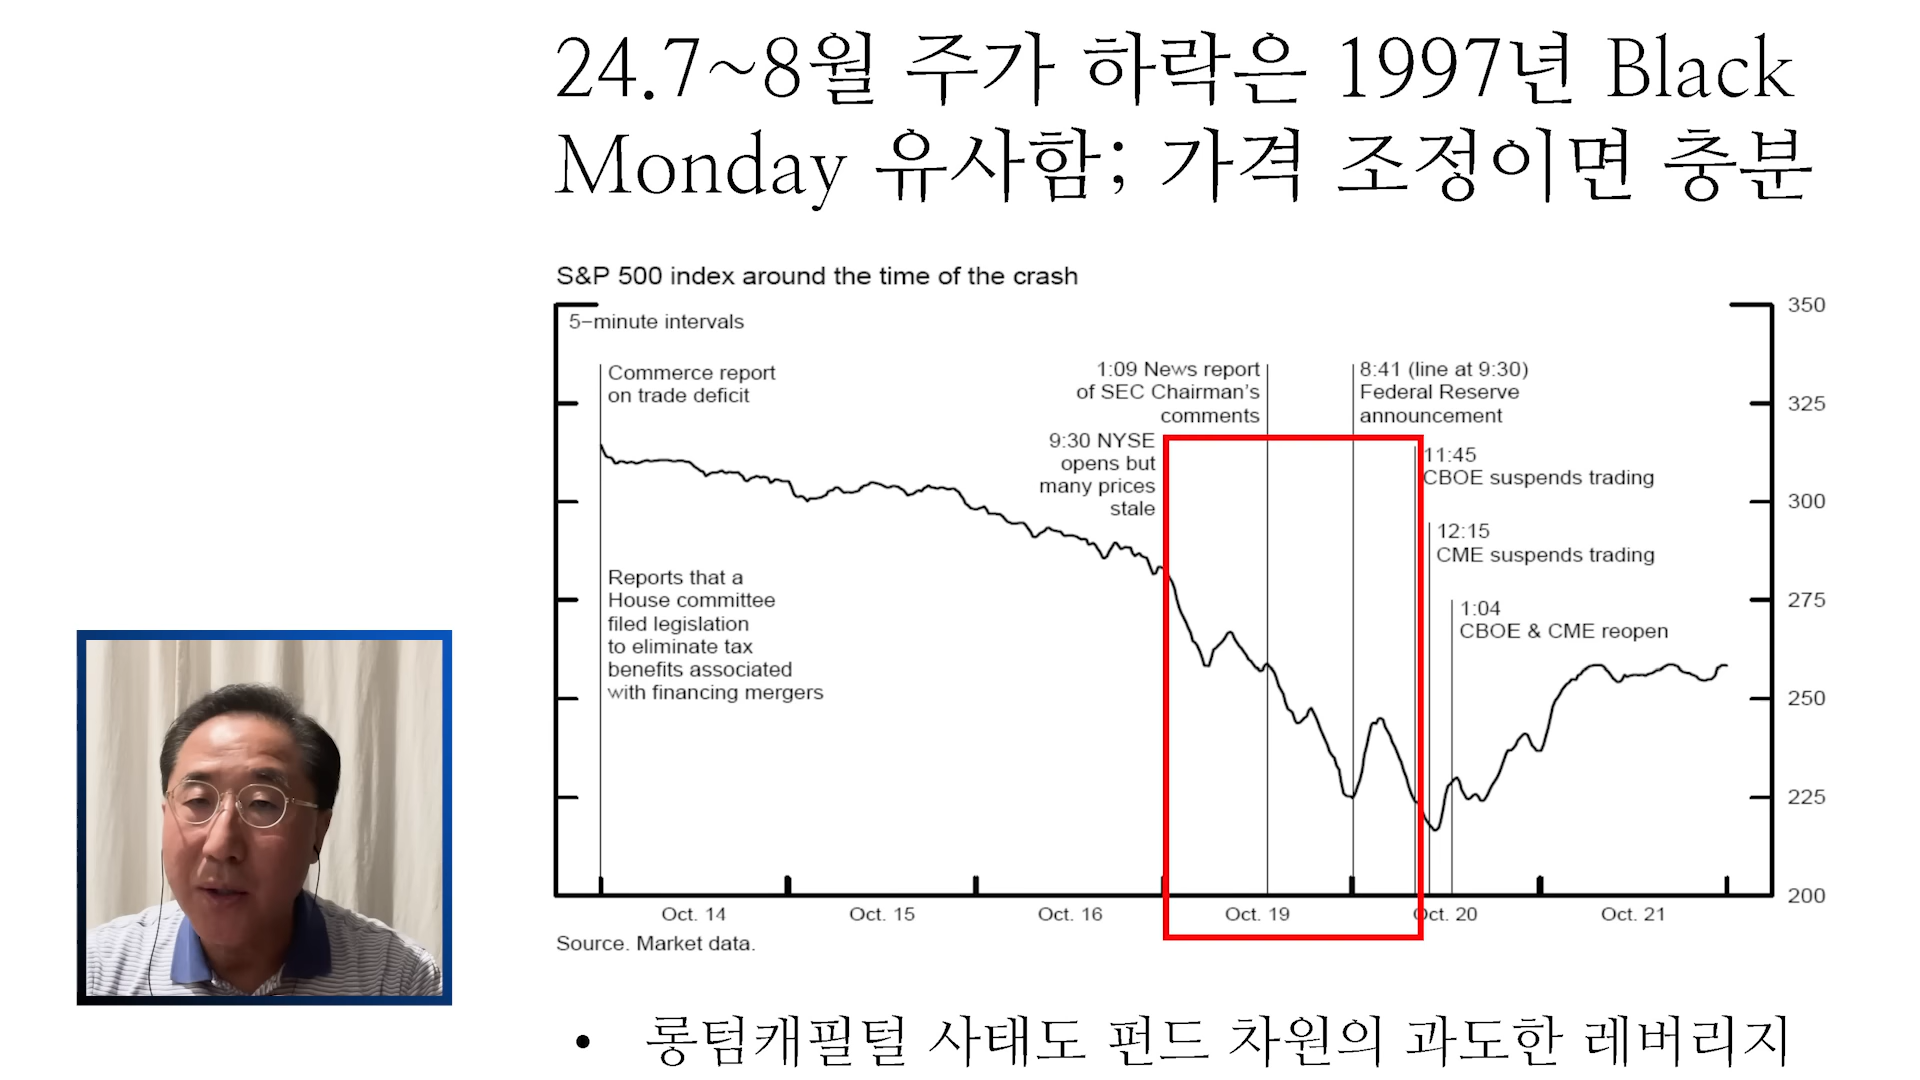 24.7~8월 주가 하락은 1997년 Black
Monday 유사함; 가격 조정이면 충분
S&P 500 index around the time of the crash
5-minute intervals
350
325
300
275
250
225
200
Commerce report
on trade deficit
Reports that a
House committee
filed legislation
to eliminate tax
benefits associated
with financing mergers
9:30 NYSE
opens but
many prices
stale
1:09 News report
of SEC Chairman's
comments
8:41 (line at 9:30)
Federal Reserve
announcement
11:45
CBOE suspends trading
12:15
CME suspends trading
1:04
CBOE & CME reopen
Oct. 14
Oct. 15
Oct. 16
Oct. 19
Oct. 20
Oct. 21
Source. Market data.
• 롱텀캐필털 사태도 펀드 차원의 과도한 레버리지